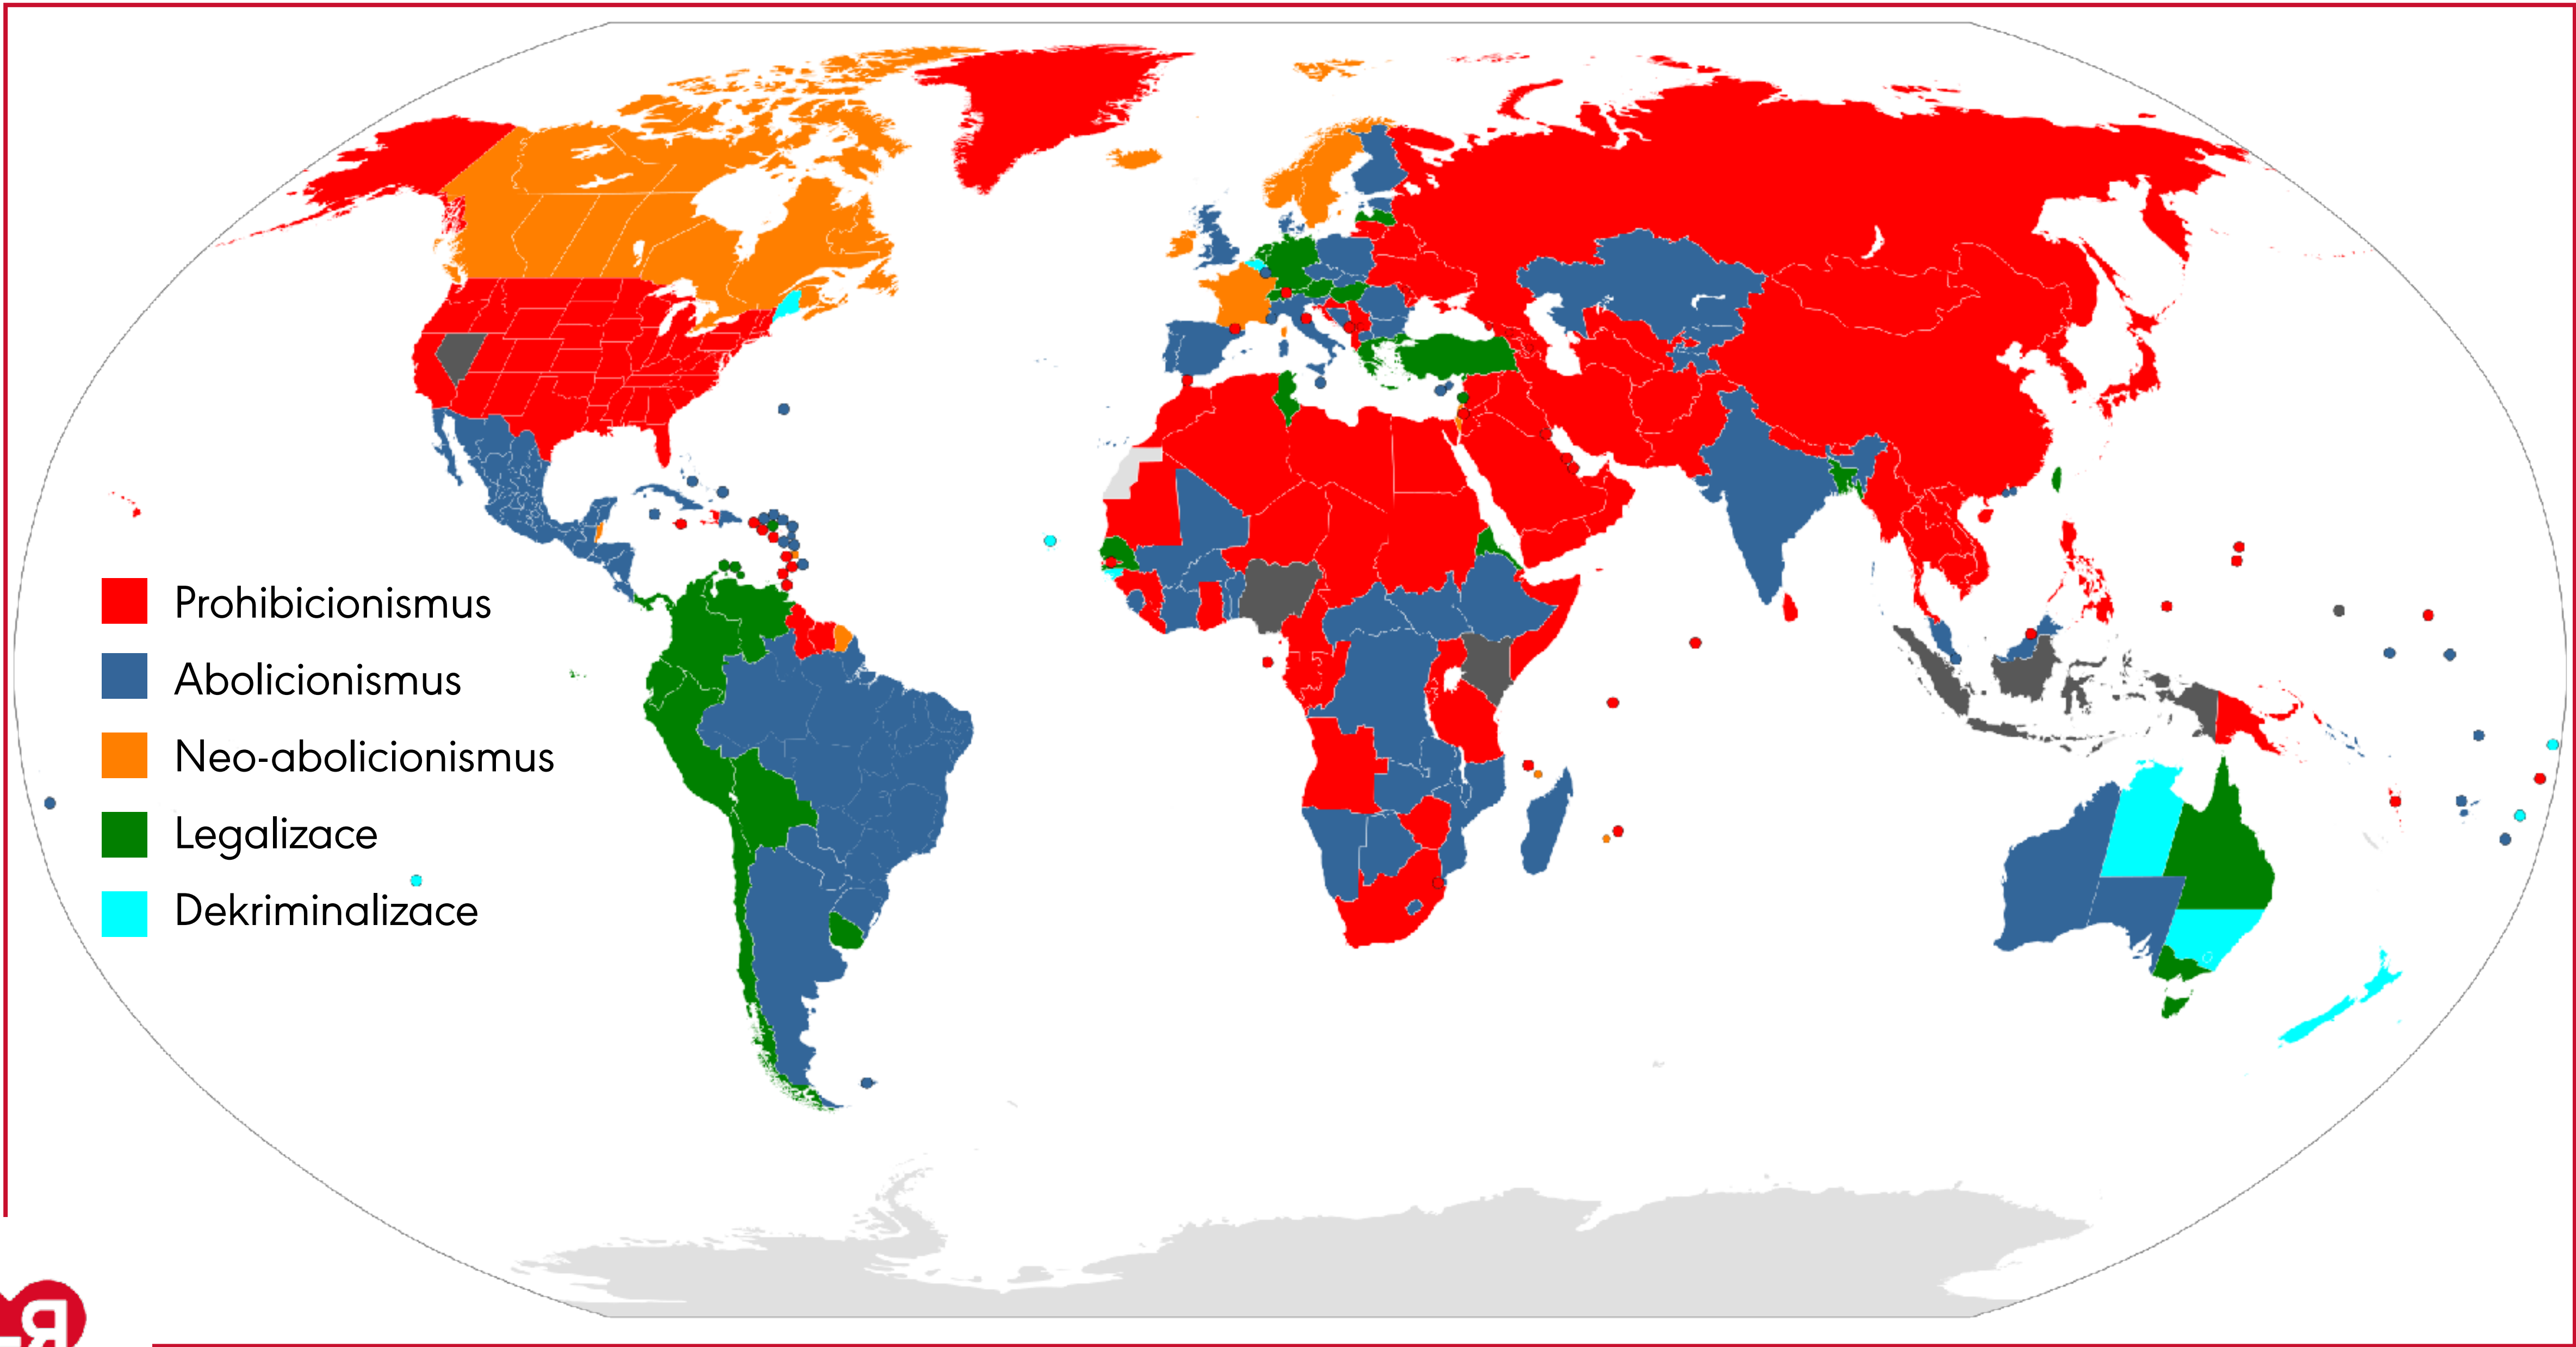 Prohibicionismus
Abolicionismus
Neo-abolicionismus
Legalizace
Dekriminalizace